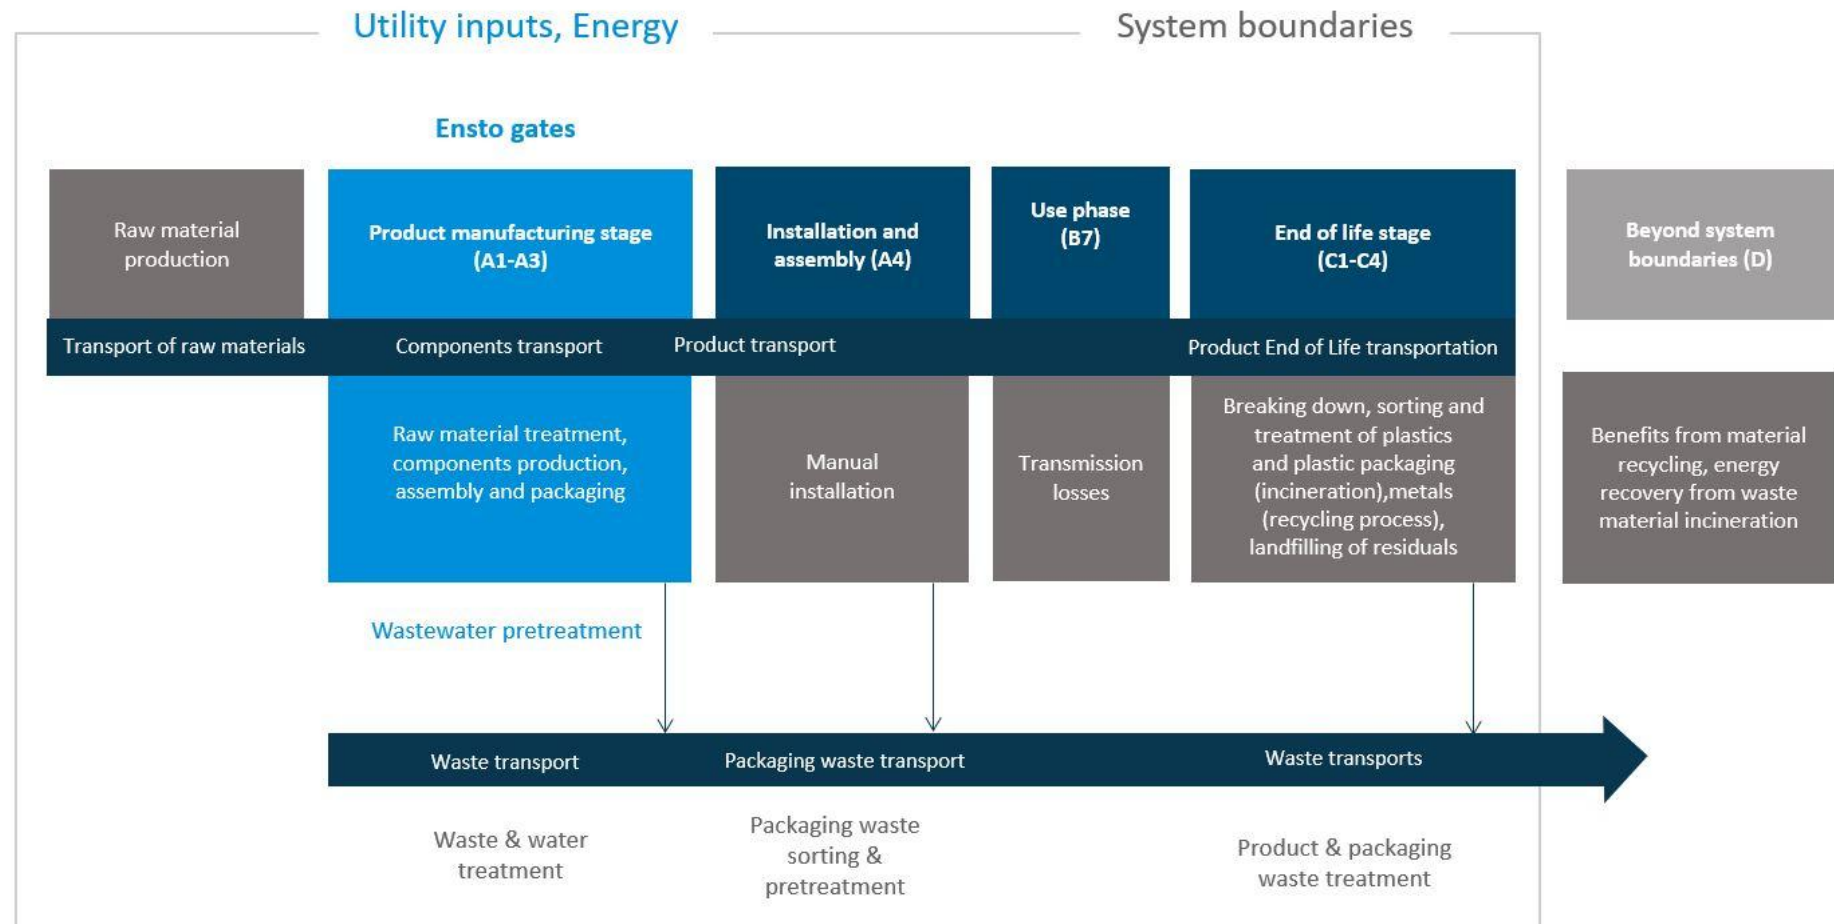 Utility inputs, Energy
System boundaries
Ensto gates
Raw material
production
Product manufacturing stage
(A1-A3)
Installation and
assembly (A4)
Use phase
(B7)
End of life stage
(C1-C4)
Beyond system
boundaries (D)
Transport of raw materials
Components transport
Product transport
Product End of Life transportation
Raw material treatment,
components production,
assembly and packaging
Manual
installation
Transmission
losses
Breaking down, sorting and
treatment of plastics
and plastic packaging
(incineration),metals
(recycling process),
landfilling of residuals
Benefits from material
recycling, energy
recovery from waste
material incineration
Wastewater pretreatment
Waste transport
Packaging waste transport
Waste transports
Waste & water
treatment
Packaging waste
sorting &
pretreatment
Product & packaging
waste treatment